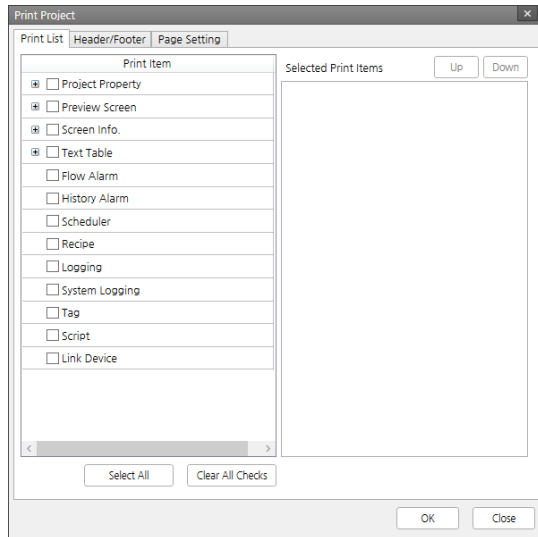 Print Project
Print List Header/Footer Page Setting
Print Item
Selected Print Items Up Down
Project Property
Preview Screen
Screen Info.
Text Table
Flow Alarm
History Alarm
Scheduler
Recipe
Logging
System Logging
Tag
Script
Link Device
Select All Clear All Checks
OK Close